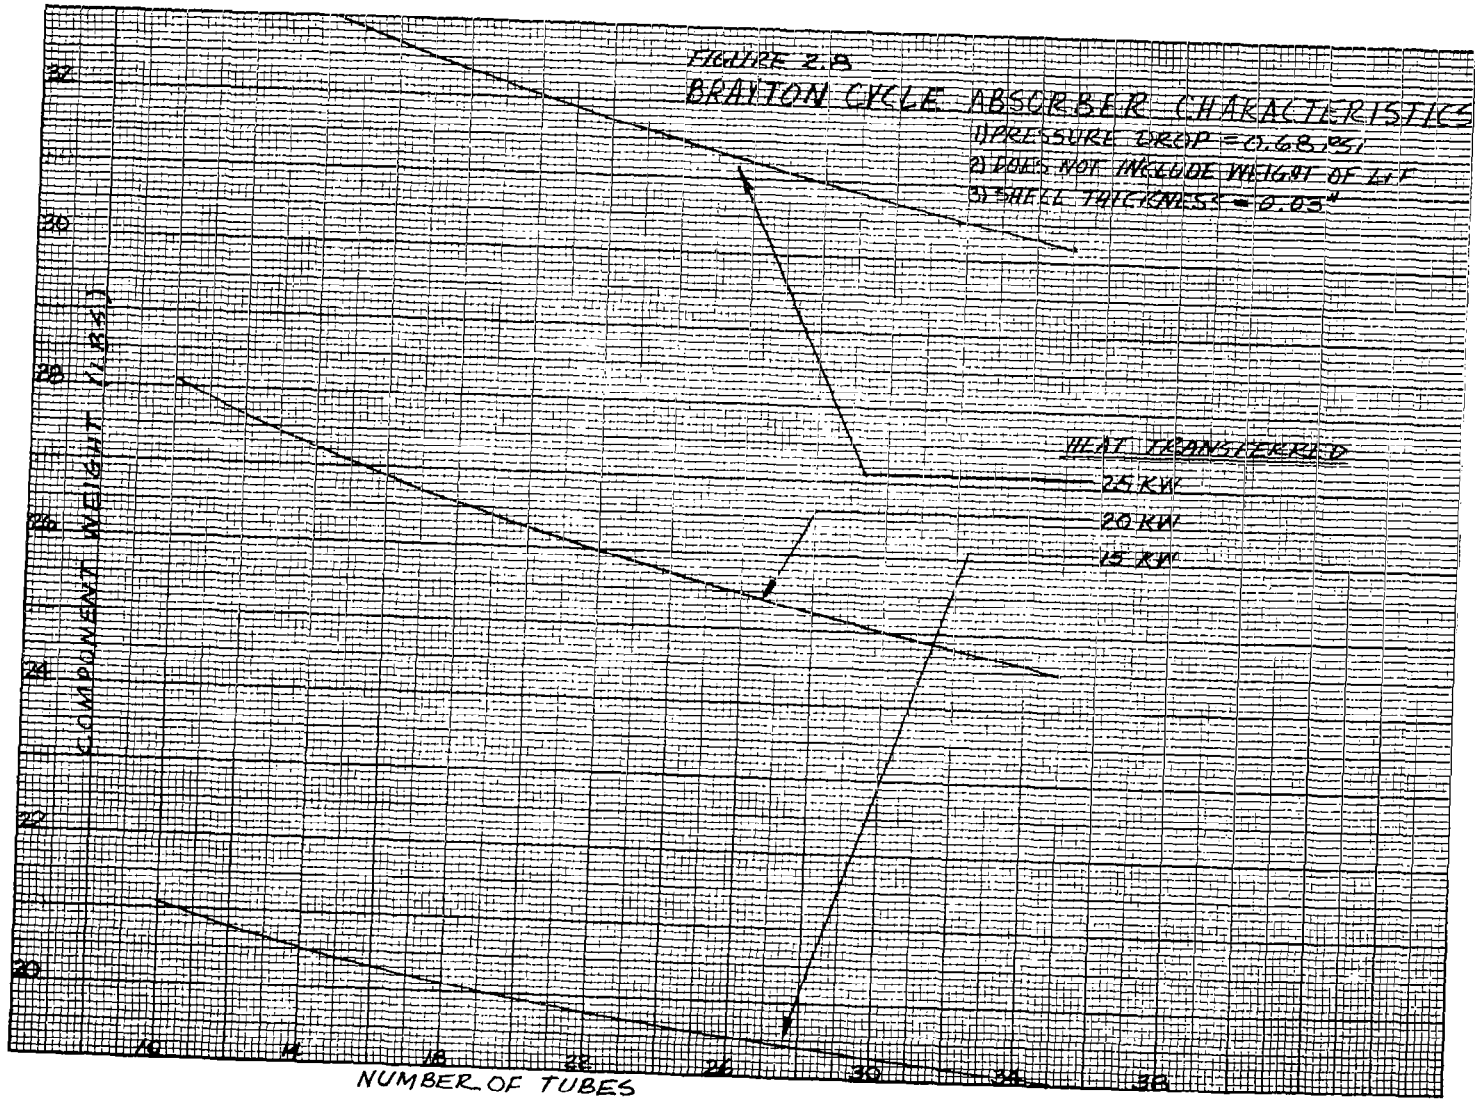 FIGURE 2.8
BRAYTON CYCLE ABSORBER CHARACTERISTICS
1) PRESSURE DROP = 0.68 PSI
2) DOES NOT INCLUDE WEIGHT OF LiF
3) SHELL THICKNESS = 0.03"
HEAT TRANSFERRED
25 KW
20 KW
15 KW
COMPONENT WEIGHT (LBS)
32
30
28
26
24
22
20
10 14 18 22 26 30 34 38
NUMBER OF TUBES